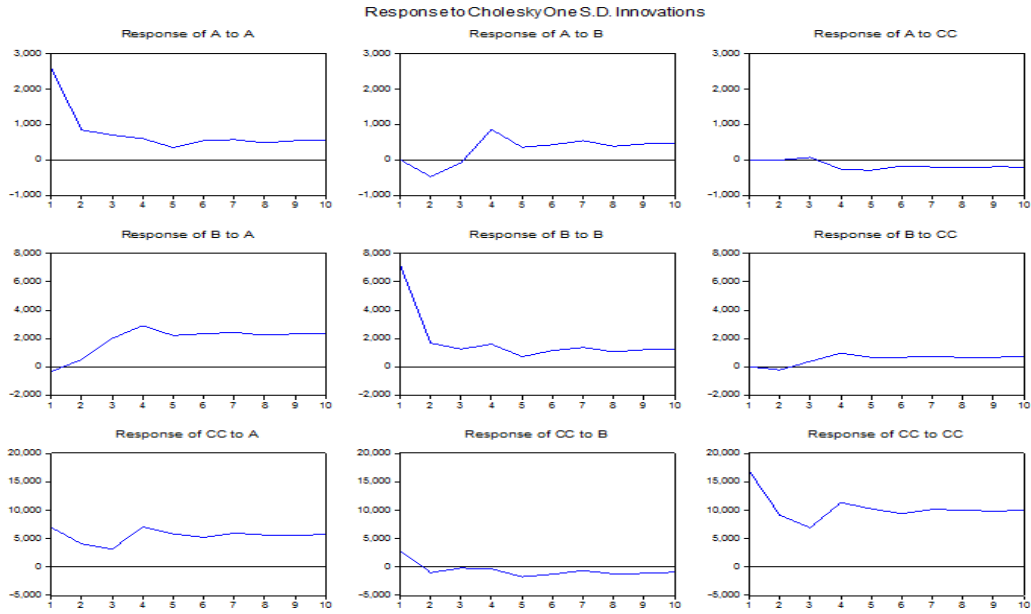 Response to Cholesky One S.D. Innovations
Response of A to A
3,000
2,000
1,000
0
-1,000
1 2 3 4 5 6 7 8 9 10
Response of A to B
3,000
2,000
1,000
0
-1,000
1 2 3 4 5 6 7 8 9 10
Response of A to CC
3,000
2,000
1,000
0
-1,000
1 2 3 4 5 6 7 8 9 10
Response of B to A
8,000
6,000
4,000
2,000
0
-2,000
1 2 3 4 5 6 7 8 9 10
Response of B to B
8,000
6,000
4,000
2,000
0
-2,000
1 2 3 4 5 6 7 8 9 10
Response of B to CC
8,000
6,000
4,000
2,000
0
-2,000
1 2 3 4 5 6 7 8 9 10
Response of CC to A
20,000
15,000
10,000
5,000
0
-5,000
1 2 3 4 5 6 7 8 9 10
Response of CC to B
20,000
15,000
10,000
5,000
0
-5,000
1 2 3 4 5 6 7 8 9 10
Response of CC to CC
20,000
15,000
10,000
5,000
0
-5,000
1 2 3 4 5 6 7 8 9 10